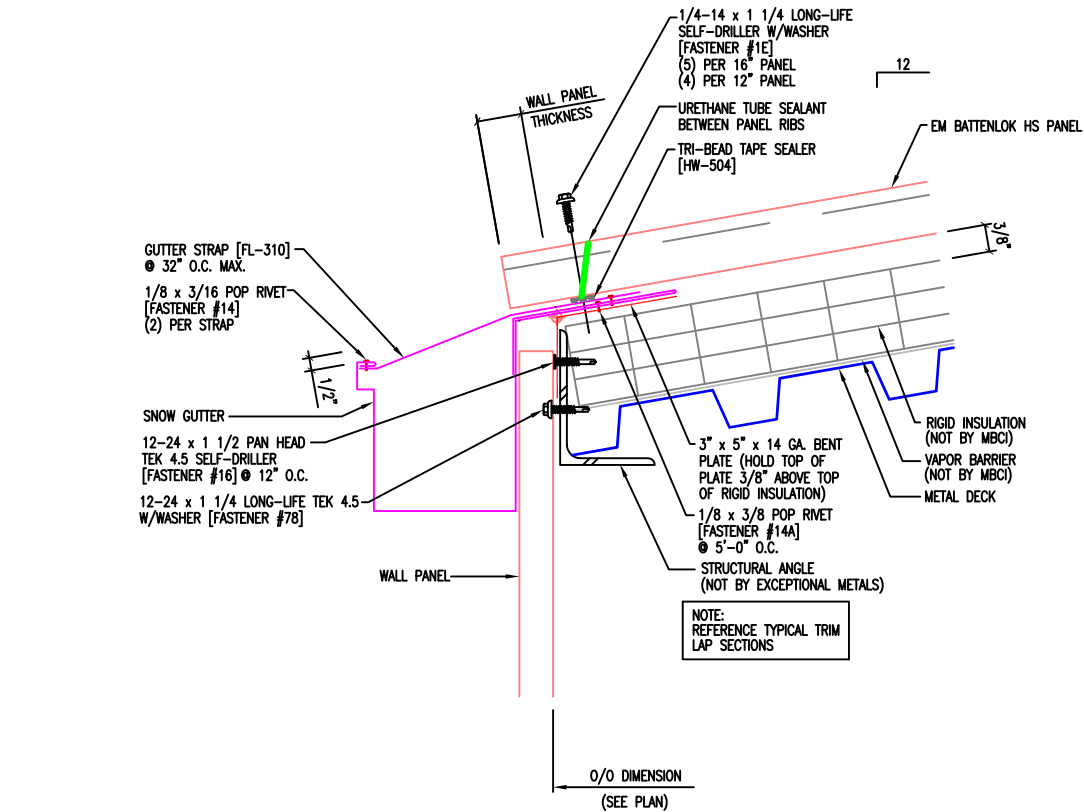 1/4-14 x 1 1/4 LONG-LIFE
SELF-DRILLER W/WASHER
[FASTENER #1E]
(5) PER 16" PANEL
(4) PER 12" PANEL
12
WALL PANEL
THICKNESS
URETHANE TUBE SEALANT
BETWEEN PANEL RIBS
EM BATTENLOK HS PANEL
TRI-BEAD TAPE SEALER
[HW-504]
3/8"
GUTTER STRAP [FL-310]
@ 32" O.C. MAX.
1/8 x 3/16 POP RIVET
[FASTENER #14]
(2) PER STRAP
1/2"
SNOW GUTTER
12-24 x 1 1/2 PAN HEAD
TEK 4.5 SELF-DRILLER
[FASTENER #16] @ 12" O.C.
12-24 x 1 1/4 LONG-LIFE TEK 4.5
W/WASHER [FASTENER #78]
RIGID INSULATION
(NOT BY MBCI)
VAPOR BARRIER
(NOT BY MBCI)
METAL DECK
3" x 5" x 14 GA. BENT
PLATE (HOLD TOP OF
PLATE 3/8" ABOVE TOP
OF RIGID INSULATION)
1/8 x 3/8 POP RIVET
[FASTENER #14A]
@ 5'-0" O.C.
STRUCTURAL ANGLE
(NOT BY EXCEPTIONAL METALS)
WALL PANEL
NOTE:
REFERENCE TYPICAL TRIM
LAP SECTIONS
O/O DIMENSION
(SEE PLAN)